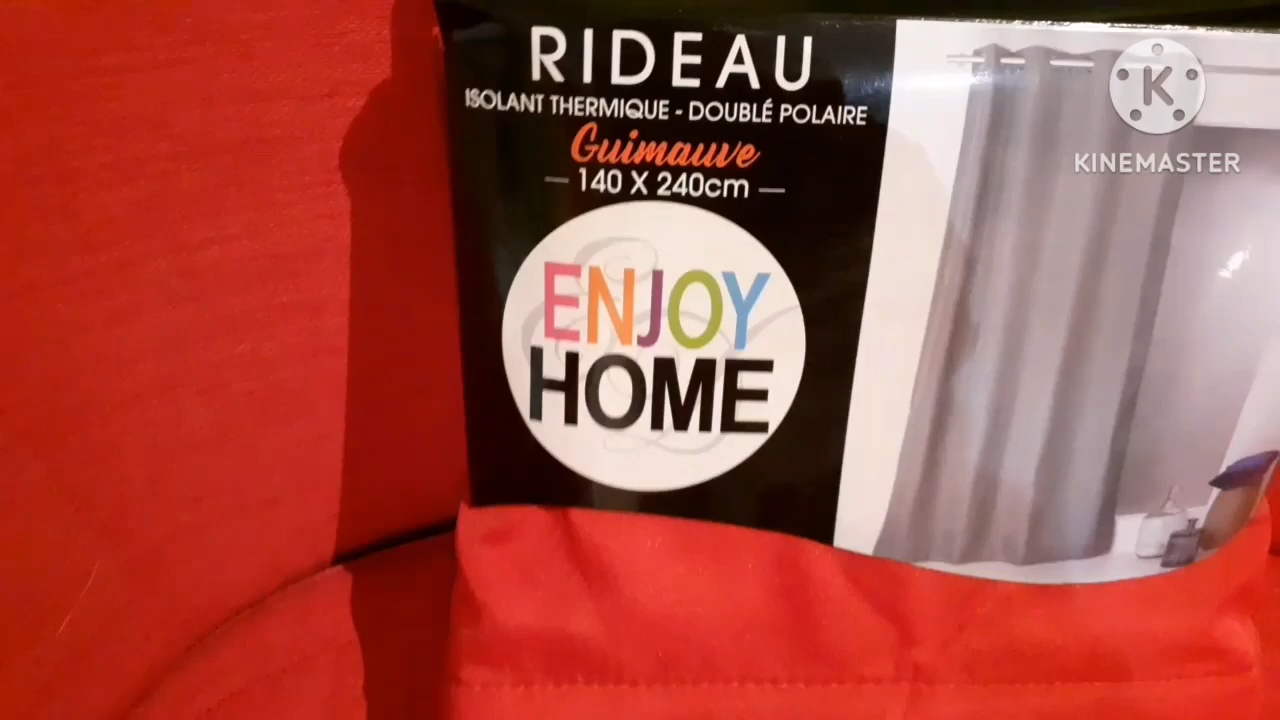 RIDEAU
ISOLANT THERMIQUE - DOUBLÉ POLAIRE
Guimauve
— 140 X 240cm —
ENJOY
HOME
K
KINEMASTER